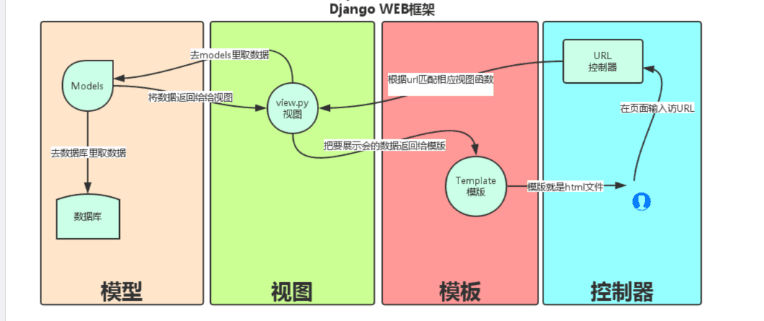 Django WEB框架
去models里取数据
URL
控制器
根据url匹配相应视图函数
Models
将数据返回给给视图
view.py
视图
在页面输入访URL
去数据库里取数据
把要展示会的数据返回给模版
Template
模版
模版就是html文件
数据库
模型
视图
模板
控制器